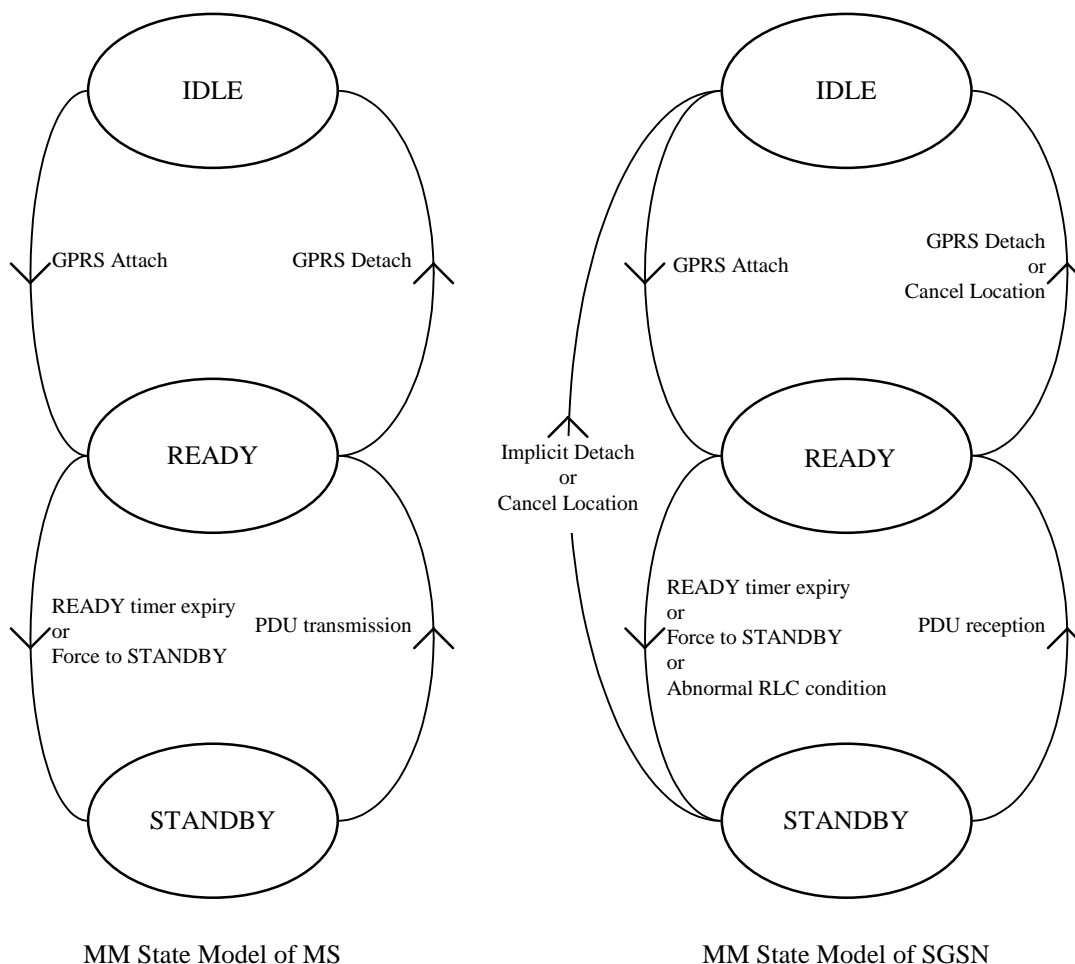 IDLE
GPRS Attach
GPRS Detach
READY
READY timer expiry
or
Force to STANDBY
PDU transmission
STANDBY
MM State Model of MS
IDLE
GPRS Attach
GPRS Detach
or
Cancel Location
Implicit Detach
or
Cancel Location
READY
READY timer expiry
or
Force to STANDBY
or
Abnormal RLC condition
PDU reception
STANDBY
MM State Model of SGSN